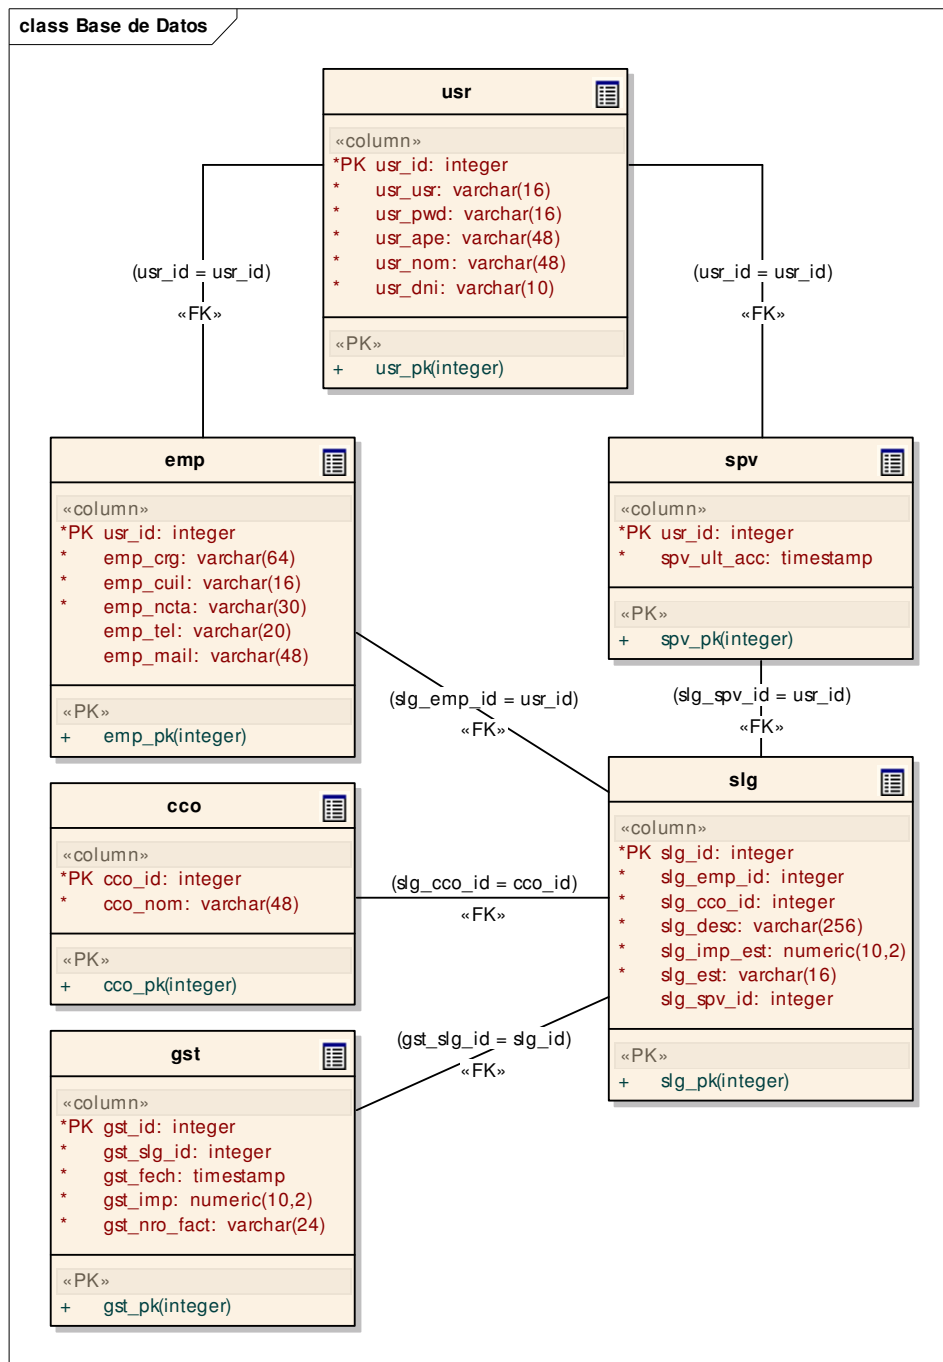 class Base de Datos
usr
«column»
*PK usr_id: integer
* usr_usr: varchar(16)
* usr_pwd: varchar(16)
* usr_ape: varchar(48)
* usr_nom: varchar(48)
* usr_dni: varchar(10)
«PK»
+ usr_pk(integer)
(usr_id = usr_id)
«FK»
(usr_id = usr_id)
«FK»
emp
«column»
*PK usr_id: integer
* emp_crg: varchar(64)
* emp_cuil: varchar(16)
* emp_ncta: varchar(30)
emp_tel: varchar(20)
emp_mail: varchar(48)
«PK»
+ emp_pk(integer)
spv
«column»
*PK usr_id: integer
* spv_ult_acc: timestamp
«PK»
+ spv_pk(integer)
(slg_emp_id = usr_id)
«FK»
(slg_spv_id = usr_id)
«FK»
cco
«column»
*PK cco_id: integer
* cco_nom: varchar(48)
«PK»
+ cco_pk(integer)
(slg_cco_id = cco_id)
«FK»
slg
«column»
*PK slg_id: integer
* slg_emp_id: integer
* slg_cco_id: integer
* slg_desc: varchar(256)
* slg_imp_est: numeric(10,2)
* slg_est: varchar(16)
slg_spv_id: integer
«PK»
+ slg_pk(integer)
(gst_slg_id = slg_id)
«FK»
gst
«column»
*PK gst_id: integer
* gst_slg_id: integer
* gst_fech: timestamp
* gst_imp: numeric(10,2)
* gst_nro_fact: varchar(24)
«PK»
+ gst_pk(integer)